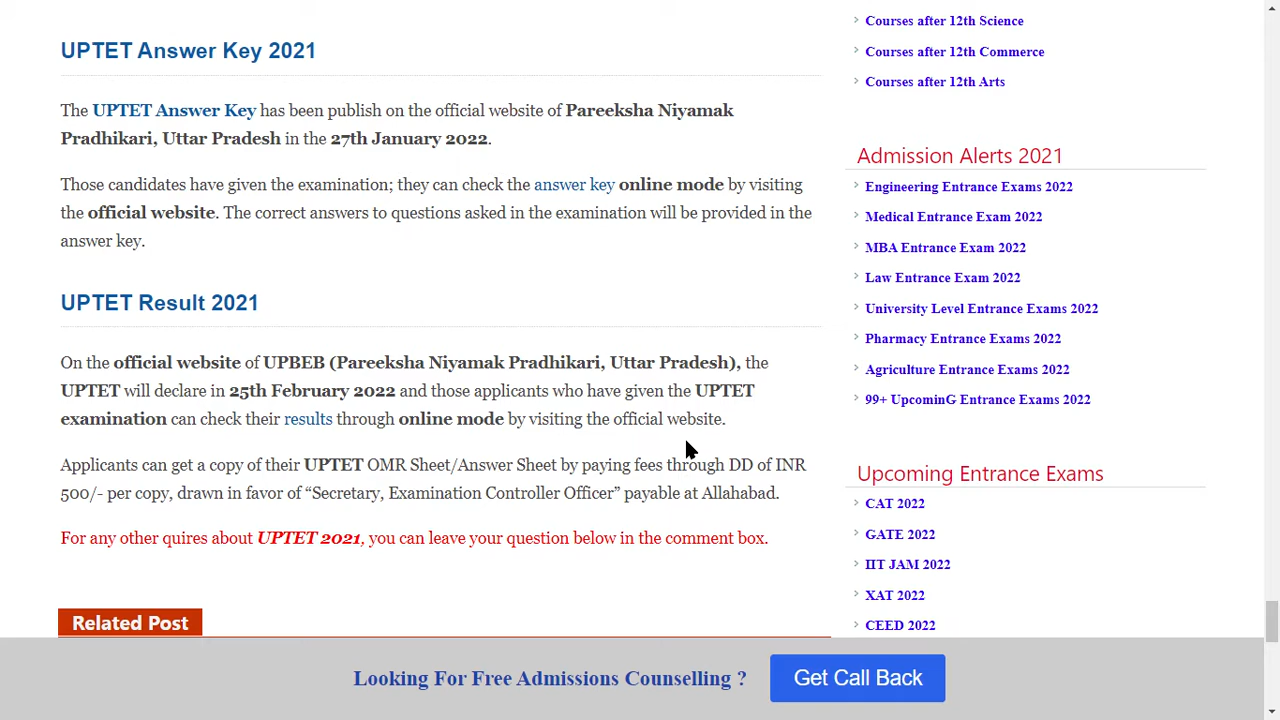 UPTET Answer Key 2021
The UPTET Answer Key has been publish on the official website of Pareeksha Niyamak
Pradhikari, Uttar Pradesh in the 27th January 2022.
Those candidates have given the examination; they can check the answer key online mode by visiting
the official website. The correct answers to questions asked in the examination will be provided in the
answer key.
UPTET Result 2021
On the official website of UPBEB (Pareeksha Niyamak Pradhikari, Uttar Pradesh), the
UPTET will declare in 25th February 2022 and those applicants who have given the UPTET
examination can check their results through online mode by visiting the official website.
Applicants can get a copy of their UPTET OMR Sheet/Answer Sheet by paying fees through DD of INR
500/- per copy, drawn in favor of “Secretary, Examination Controller Officer” payable at Allahabad.
For any other quires about UPTET 2021, you can leave your question below in the comment box.
Related Post
Courses after 12th Science
Courses after 12th Commerce
Courses after 12th Arts
Admission Alerts 2021
Engineering Entrance Exams 2022
Medical Entrance Exam 2022
MBA Entrance Exam 2022
Law Entrance Exam 2022
University Level Entrance Exams 2022
Pharmacy Entrance Exams 2022
Agriculture Entrance Exams 2022
99+ UpcominG Entrance Exams 2022
Upcoming Entrance Exams
CAT 2022
GATE 2022
IIT JAM 2022
XAT 2022
CEED 2022
Looking For Free Admissions Counselling ?
Get Call Back